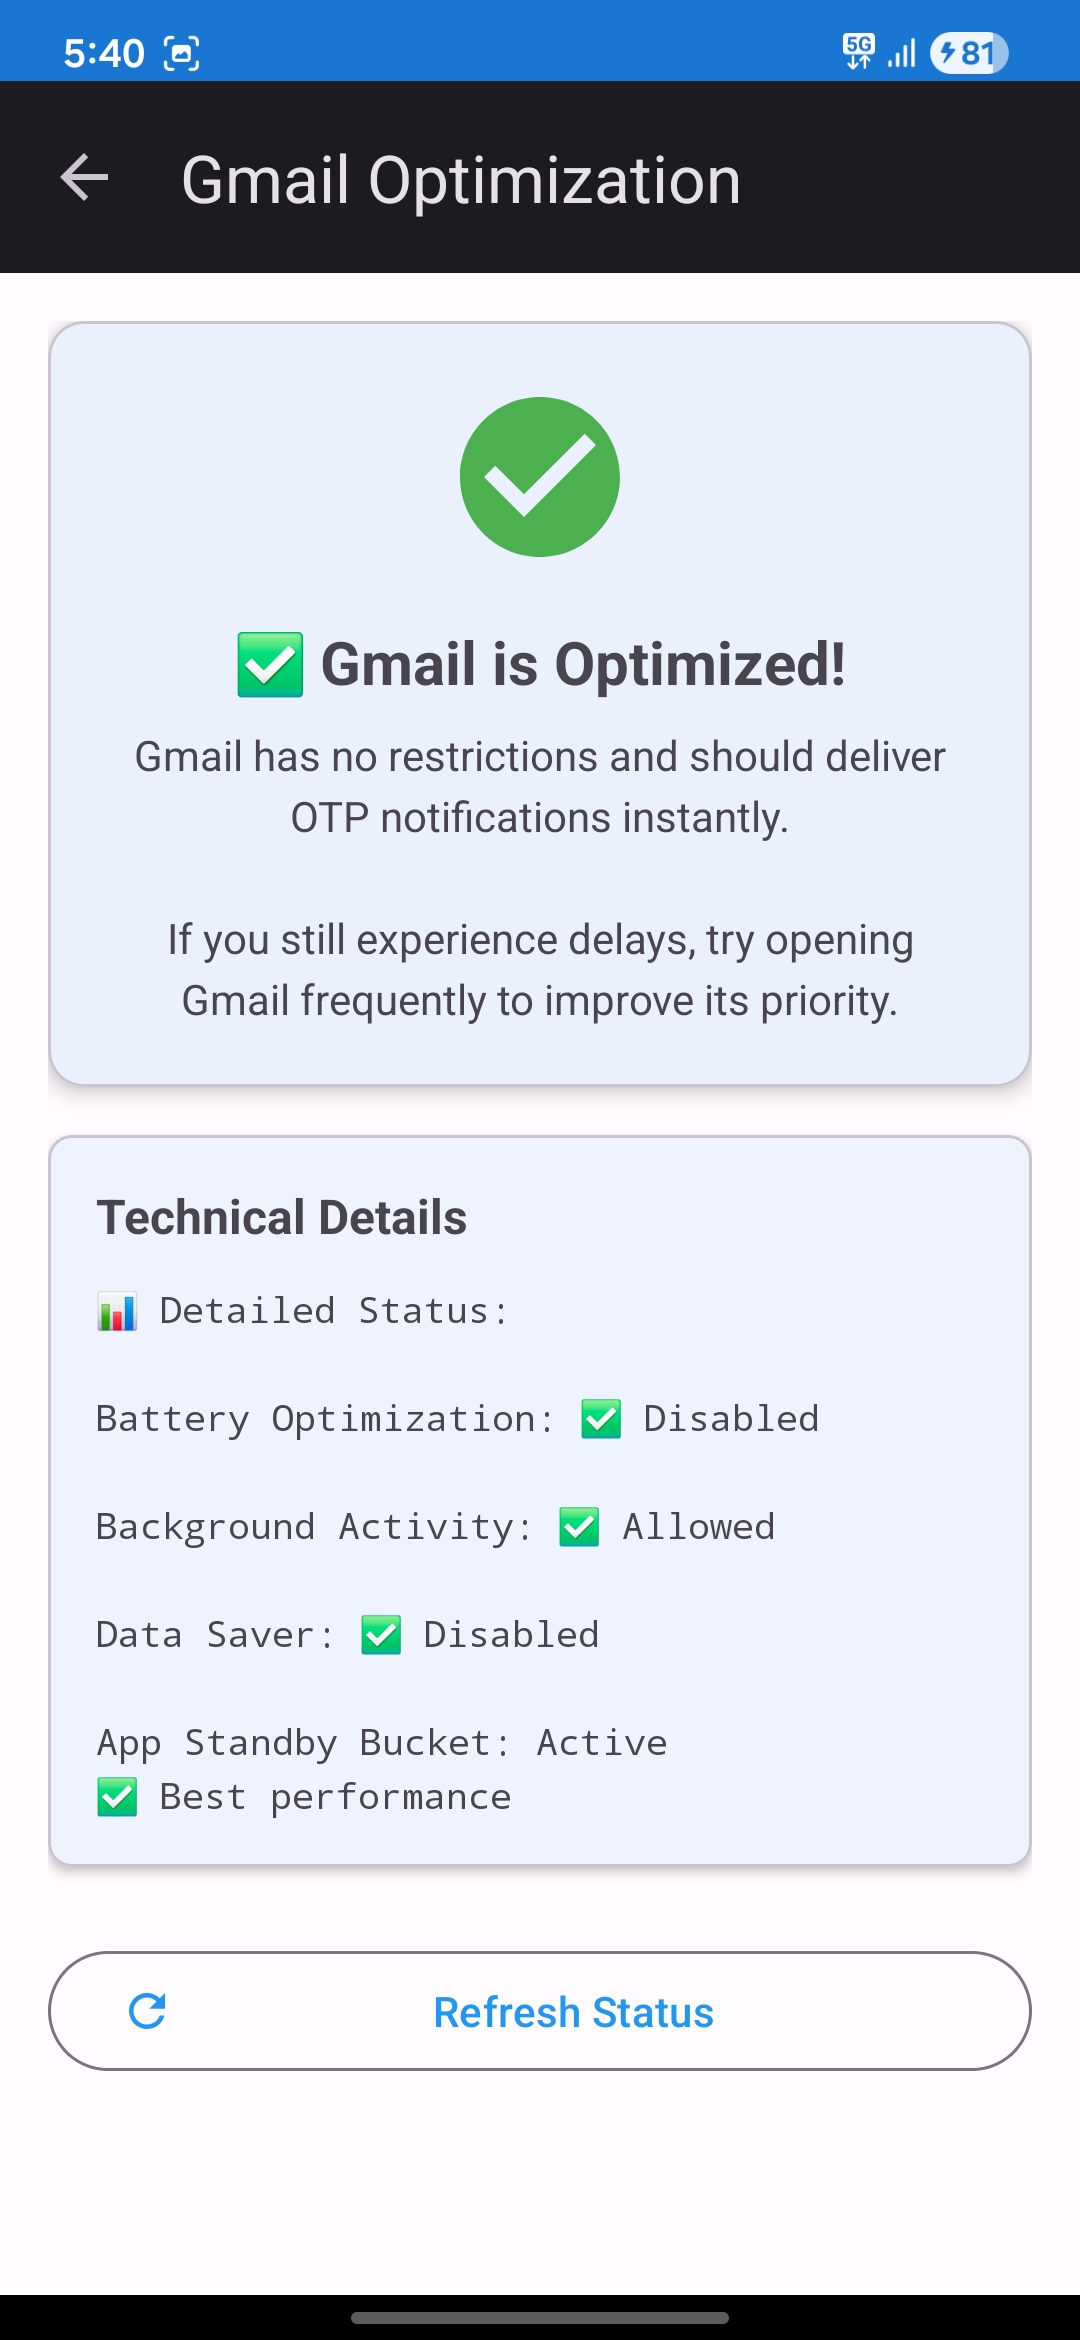 5:40 5G 81
Gmail Optimization
✅ Gmail is Optimized!
Gmail has no restrictions and should deliver
OTP notifications instantly.
If you still experience delays, try opening
Gmail frequently to improve its priority.
Technical Details
📊 Detailed Status:
Battery Optimization: ✅ Disabled
Background Activity: ✅ Allowed
Data Saver: ✅ Disabled
App Standby Bucket: Active
✅ Best performance
Refresh Status